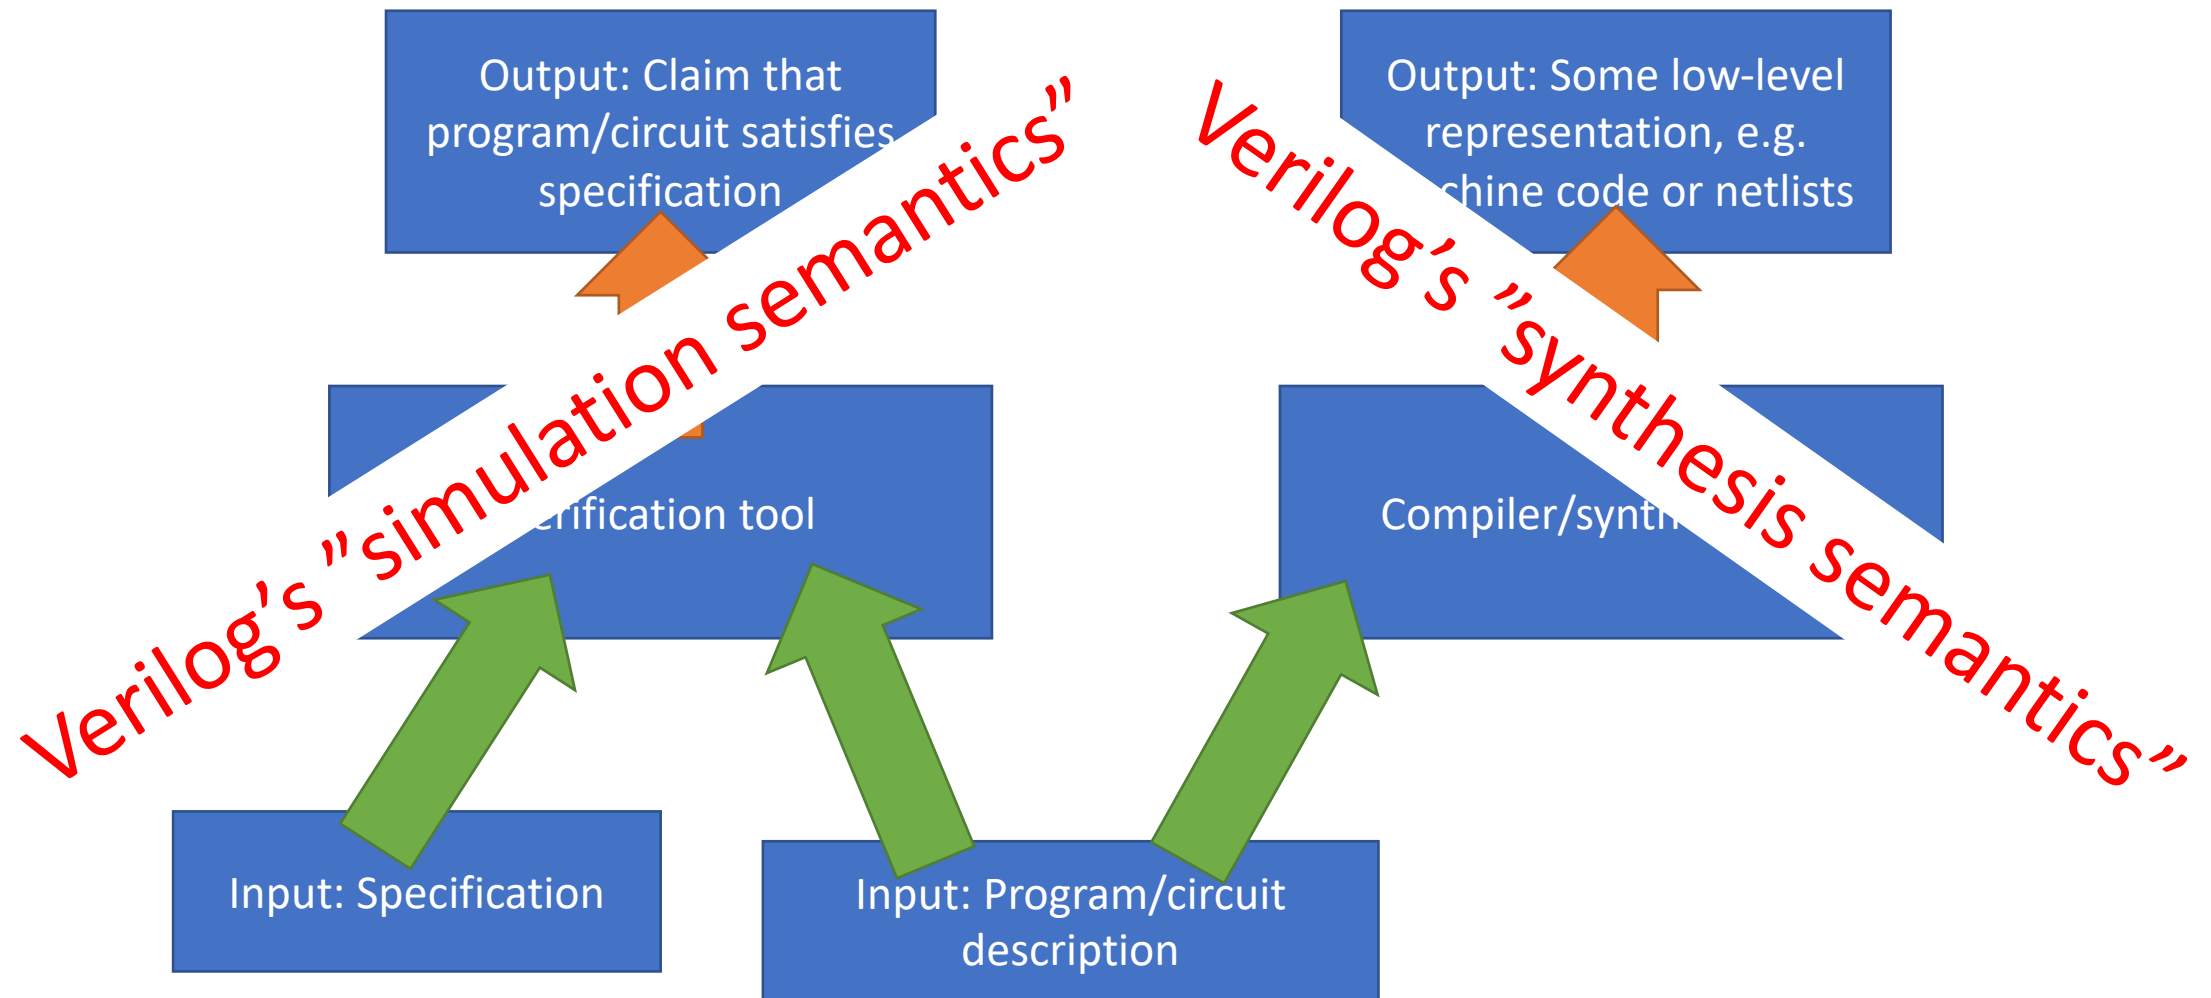 Output: Claim that
program/circuit satisfies
specification
Output: Some low-level
representation, e.g.
chine code or netlists
Verilog’s ”simulation semantics”
Verilog’s ”synthesis semantics”
erification tool
Compiler/synth
Input: Specification
Input: Program/circuit
description